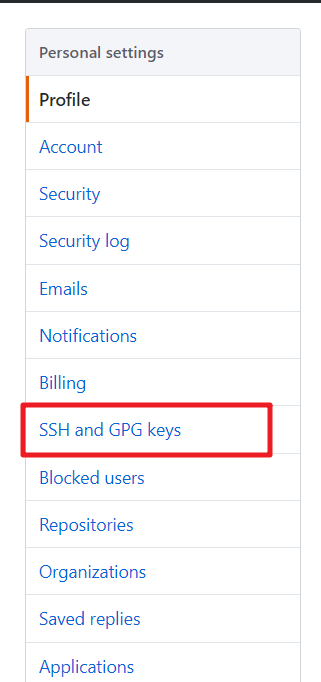 Personal settings
Profile
Account
Security
Security log
Emails
Notifications
Billing
SSH and GPG keys
Blocked users
Repositories
Organizations
Saved replies
Applications